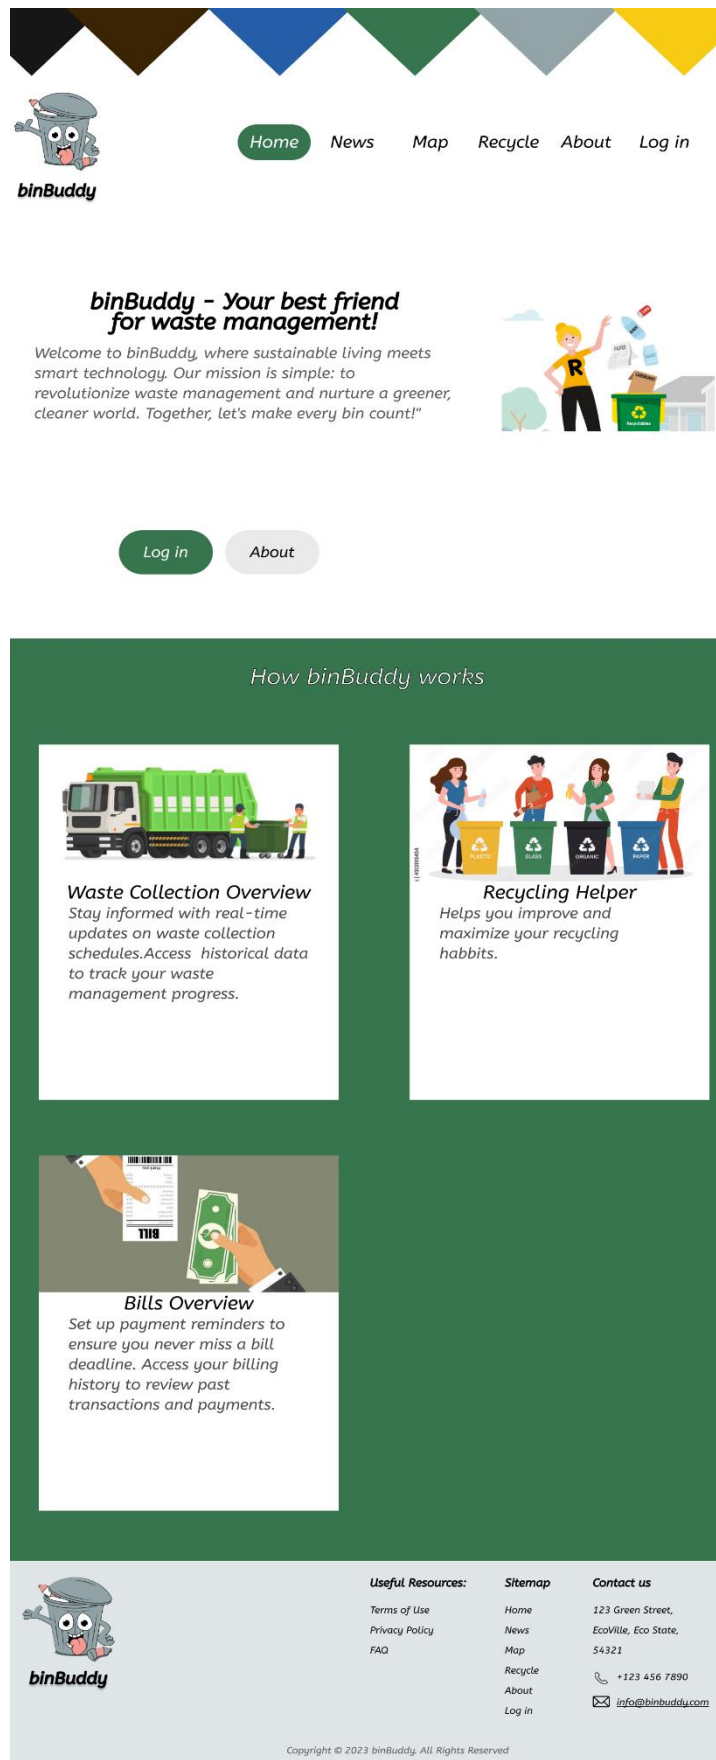 binBuddy
Home News Map Recycle About Log in
binBuddy - Your best friend
for waste management!
Welcome to binBuddy, where sustainable living meets
smart technology. Our mission is simple: to
revolutionize waste management and nurture a greener,
cleaner world. Together, let's make every bin count!"
R
PAPER
Recyclables
Log in About
How binBuddy works
Waste Collection Overview
Stay informed with real-time
updates on waste collection
schedules.Access historical data
to track your waste
management progress.
PLASTIC GLASS ORGANIC PAPER
Recycling Helper
Helps you improve and
maximize your recycling
habbits.
BILL
Bills Overview
Set up payment reminders to
ensure you never miss a bill
deadline. Access your billing
history to review past
transactions and payments.
binBuddy
Useful Resources:
Terms of Use
Privacy Policy
FAQ
Sitemap
Home
News
Map
Recycle
About
Log in
Contact us
123 Green Street,
EcoVille, Eco State,
54321
+123 456 7890
info@binbuddy.com
Copyright © 2023 binBuddy. All Rights Reserved